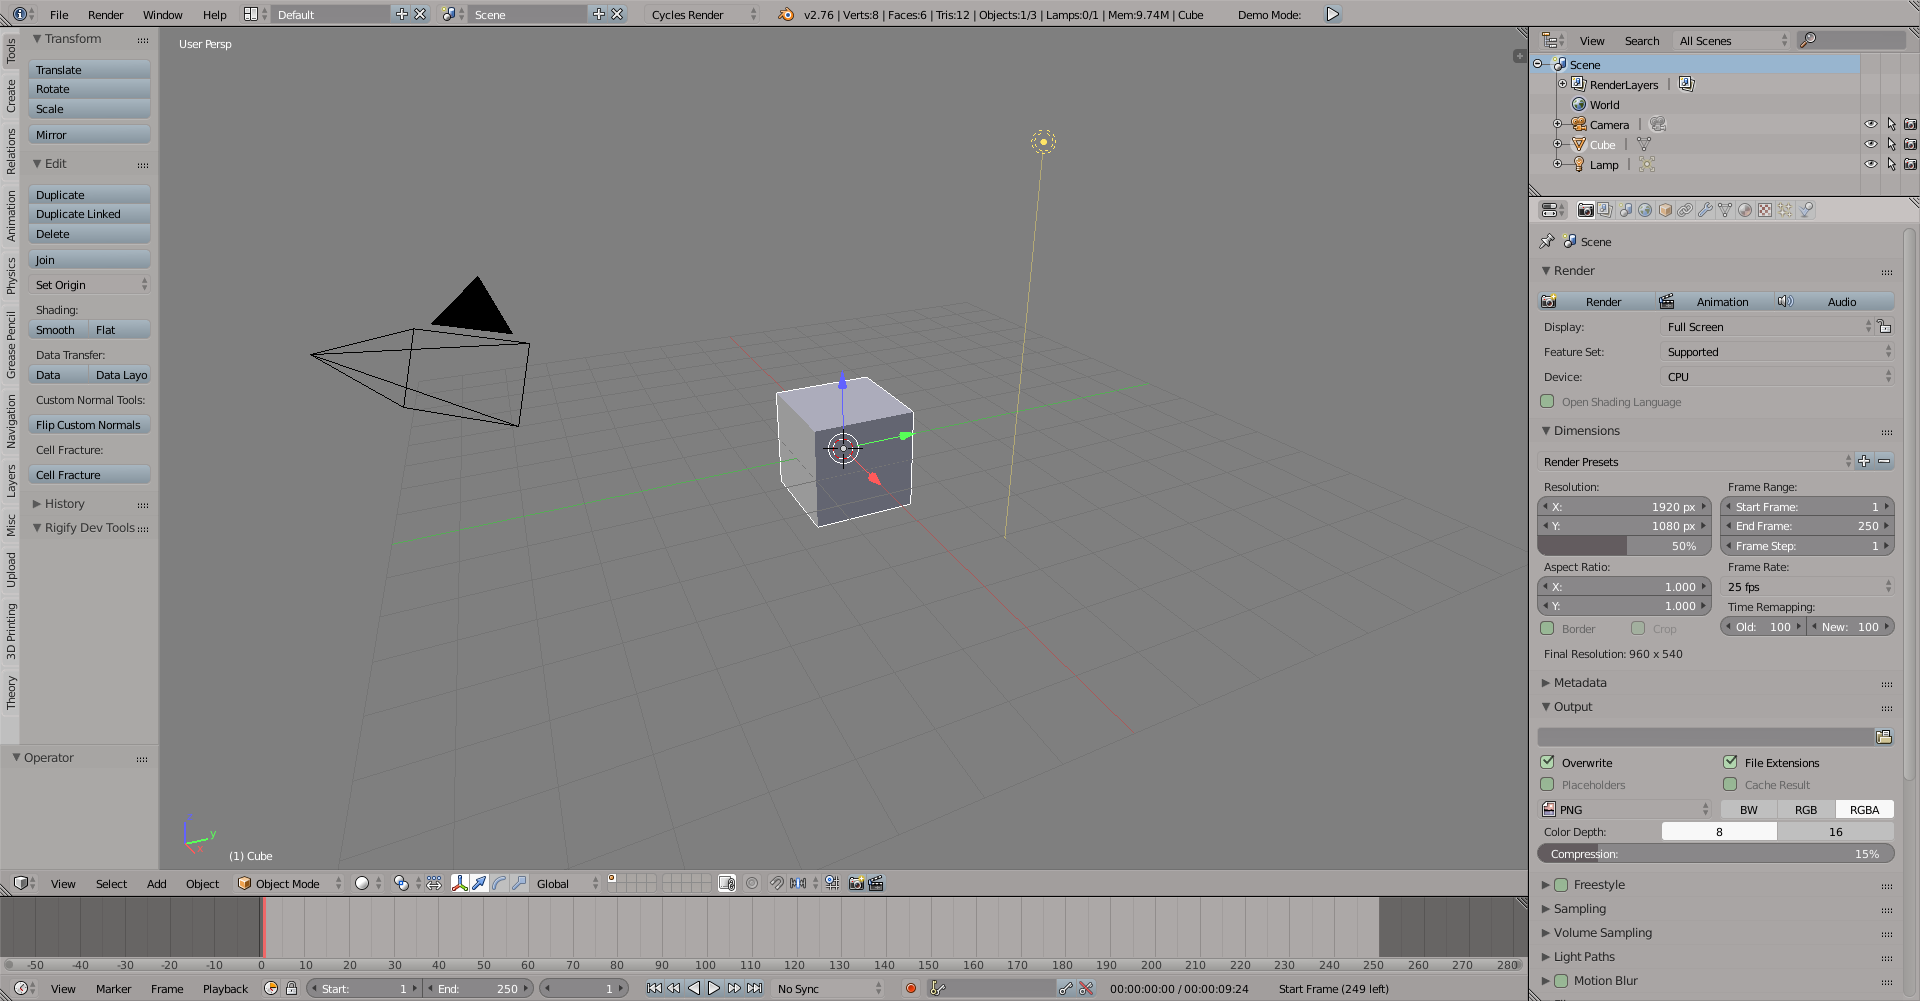 File Render Window Help Default Scene Cycles Render v2.76 | Verts:8 | Faces:6 | Tris:12 | Objects:1/3 | Lamps:0/1 | Mem:9.74M | Cube Demo Mode:
Tools
Create
Relations
Animation
Physics
Grease Pencil
Navigation
Layers
Misc
Upload
3D Printing
Theory
Transform
Translate
Rotate
Scale
Mirror
Edit
Duplicate
Duplicate Linked
Delete
Join
Set Origin
Shading:
Smooth Flat
Data Transfer:
Data Data Layo
Custom Normal Tools:
Flip Custom Normals
Cell Fracture:
Cell Fracture
History
Rigify Dev Tools
Operator
User Persp
z
y
x
(1) Cube
View Select Add Object Object Mode Global
-50 -40 -30 -20 -10 0 10 20 30 40 50 60 70 80 90 100 110 120 130 140 150 160 170 180 190 200 210 220 230 240 250 260 270 280
View Marker Frame Playback Start: 1 End: 250 1 No Sync 00:00:00:00 / 00:00:09:24 Start Frame (249 left)
View Search All Scenes
Scene
RenderLayers |
World
Camera |
Cube |
Lamp |
Scene
Render
Render Animation Audio
Display: Full Screen
Feature Set: Supported
Device: CPU
Open Shading Language
Dimensions
Render Presets
Resolution: Frame Range:
X: 1920 px Start Frame: 1
Y: 1080 px End Frame: 250
50% Frame Step: 1
Aspect Ratio: Frame Rate:
X: 1.000 25 fps
Y: 1.000 Time Remapping:
Border Crop Old: 100 New: 100
Final Resolution: 960 x 540
Metadata
Output
Overwrite File Extensions
Placeholders Cache Result
PNG BW RGB RGBA
Color Depth: 8 16
Compression: 15%
Freestyle
Sampling
Volume Sampling
Light Paths
Motion Blur